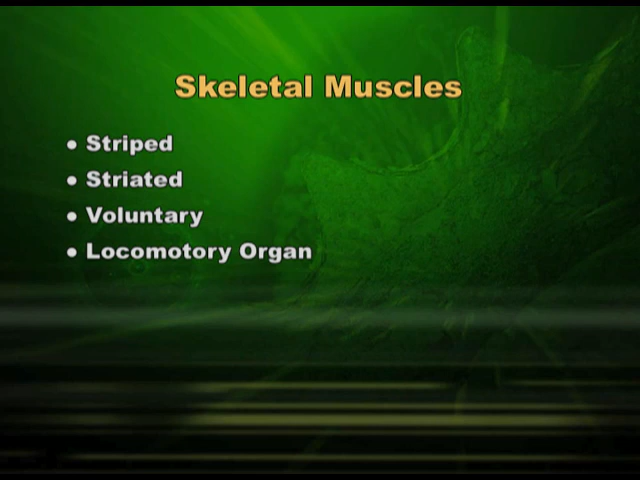 Skeletal Muscles
• Striped
• Striated
• Voluntary
• Locomotory Organ